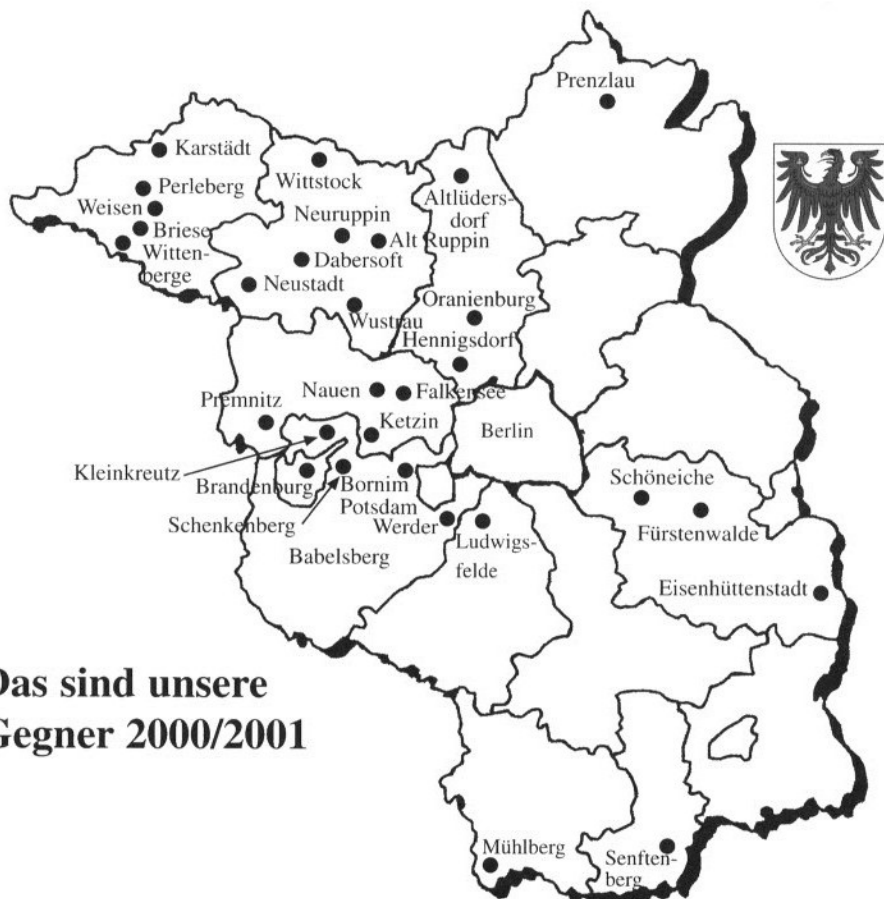 Prenzlau
Karstädt
Wittstock
Perleberg
Altlüders-
dorf
Weisen
Neuruppin
Briese
Alt Ruppin
Witten-
berge
Dabersoft
Neustadt
Oranienburg
Wustrau
Hennigsdorf
Nauen
Falkensee
Premnitz
Ketzin
Berlin
Kleinkreutz
Brandenburg
Bornim
Schöneiche
Potsdam
Schenkenberg
Werder
Fürstenwalde
Babelsberg
Ludwigs-
felde
Eisenhüttenstadt
Das sind unsere
Gegner 2000/2001
Mühlberg
Senften-
berg